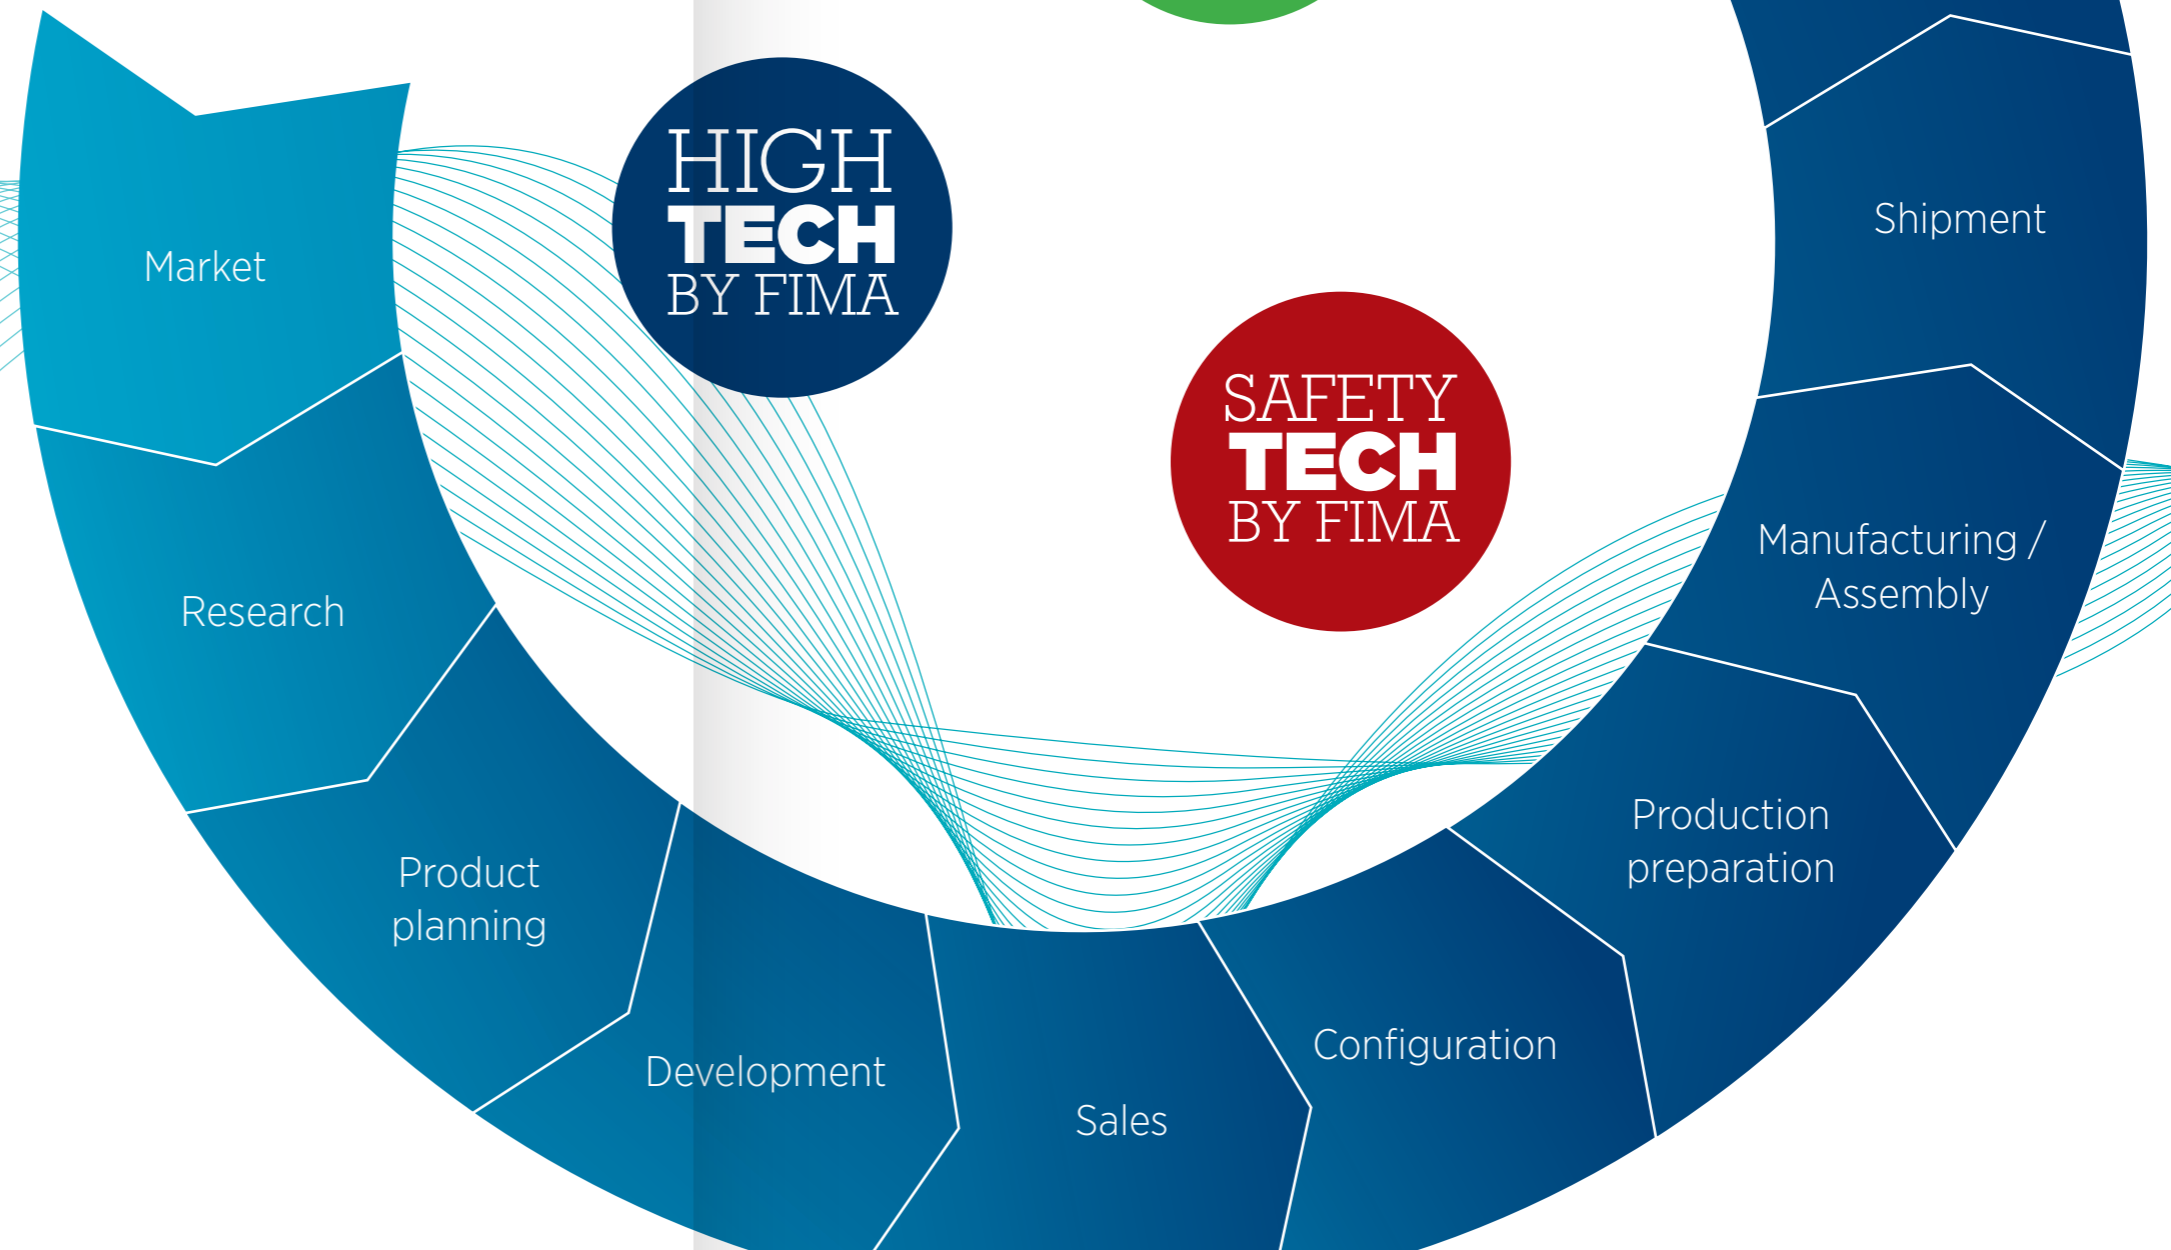 HIGH
TECH
BY FIMA
SAFETY
TECH
BY FIMA
Market
Research
Product
planning
Development
Sales
Configuration
Production
preparation
Manufacturing /
Assembly
Shipment